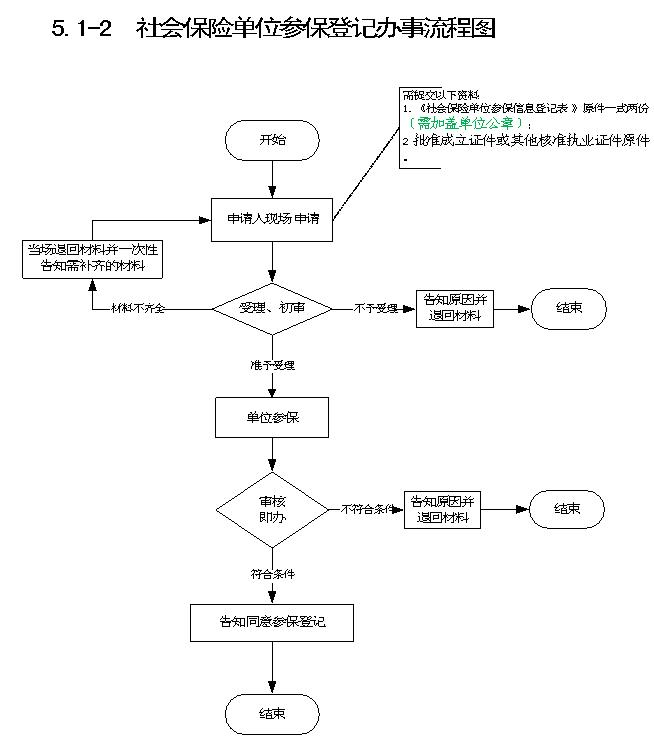 5.1-2 社会保险单位参保登记办事流程图
需提交以下资料
1.《社会保险单位参保信息登记表》原件一式两份
（需加盖单位公章）；
2 批准成立证件或其他核准执业证件原件
。
开始
申请人现场申请
当场退回材料并一次性
告知需补齐的材料
材料不齐全
受理、初审
不予受理
告知原因并
退回材料
结束
准予受理
单位参保
审核
即办
不符合条件
告知原因并
退回材料
结束
符合条件
告知同意参保登记
结束